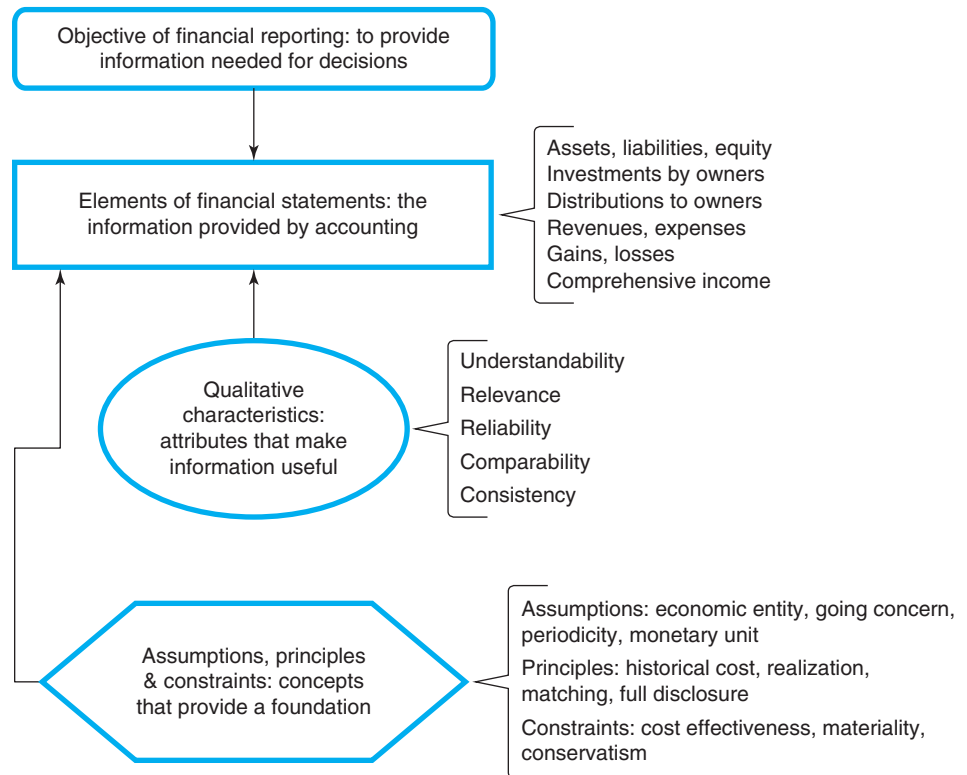 Objective of financial reporting: to provide
information needed for decisions
Elements of financial statements: the
information provided by accounting
Assets, liabilities, equity
Investments by owners
Distributions to owners
Revenues, expenses
Gains, losses
Comprehensive income
Qualitative
characteristics:
attributes that make
information useful
Understandability
Relevance
Reliability
Comparability
Consistency
Assumptions, principles
& constraints: concepts
that provide a foundation
Assumptions: economic entity, going concern,
periodicity, monetary unit
Principles: historical cost, realization,
matching, full disclosure
Constraints: cost effectiveness, materiality,
conservatism